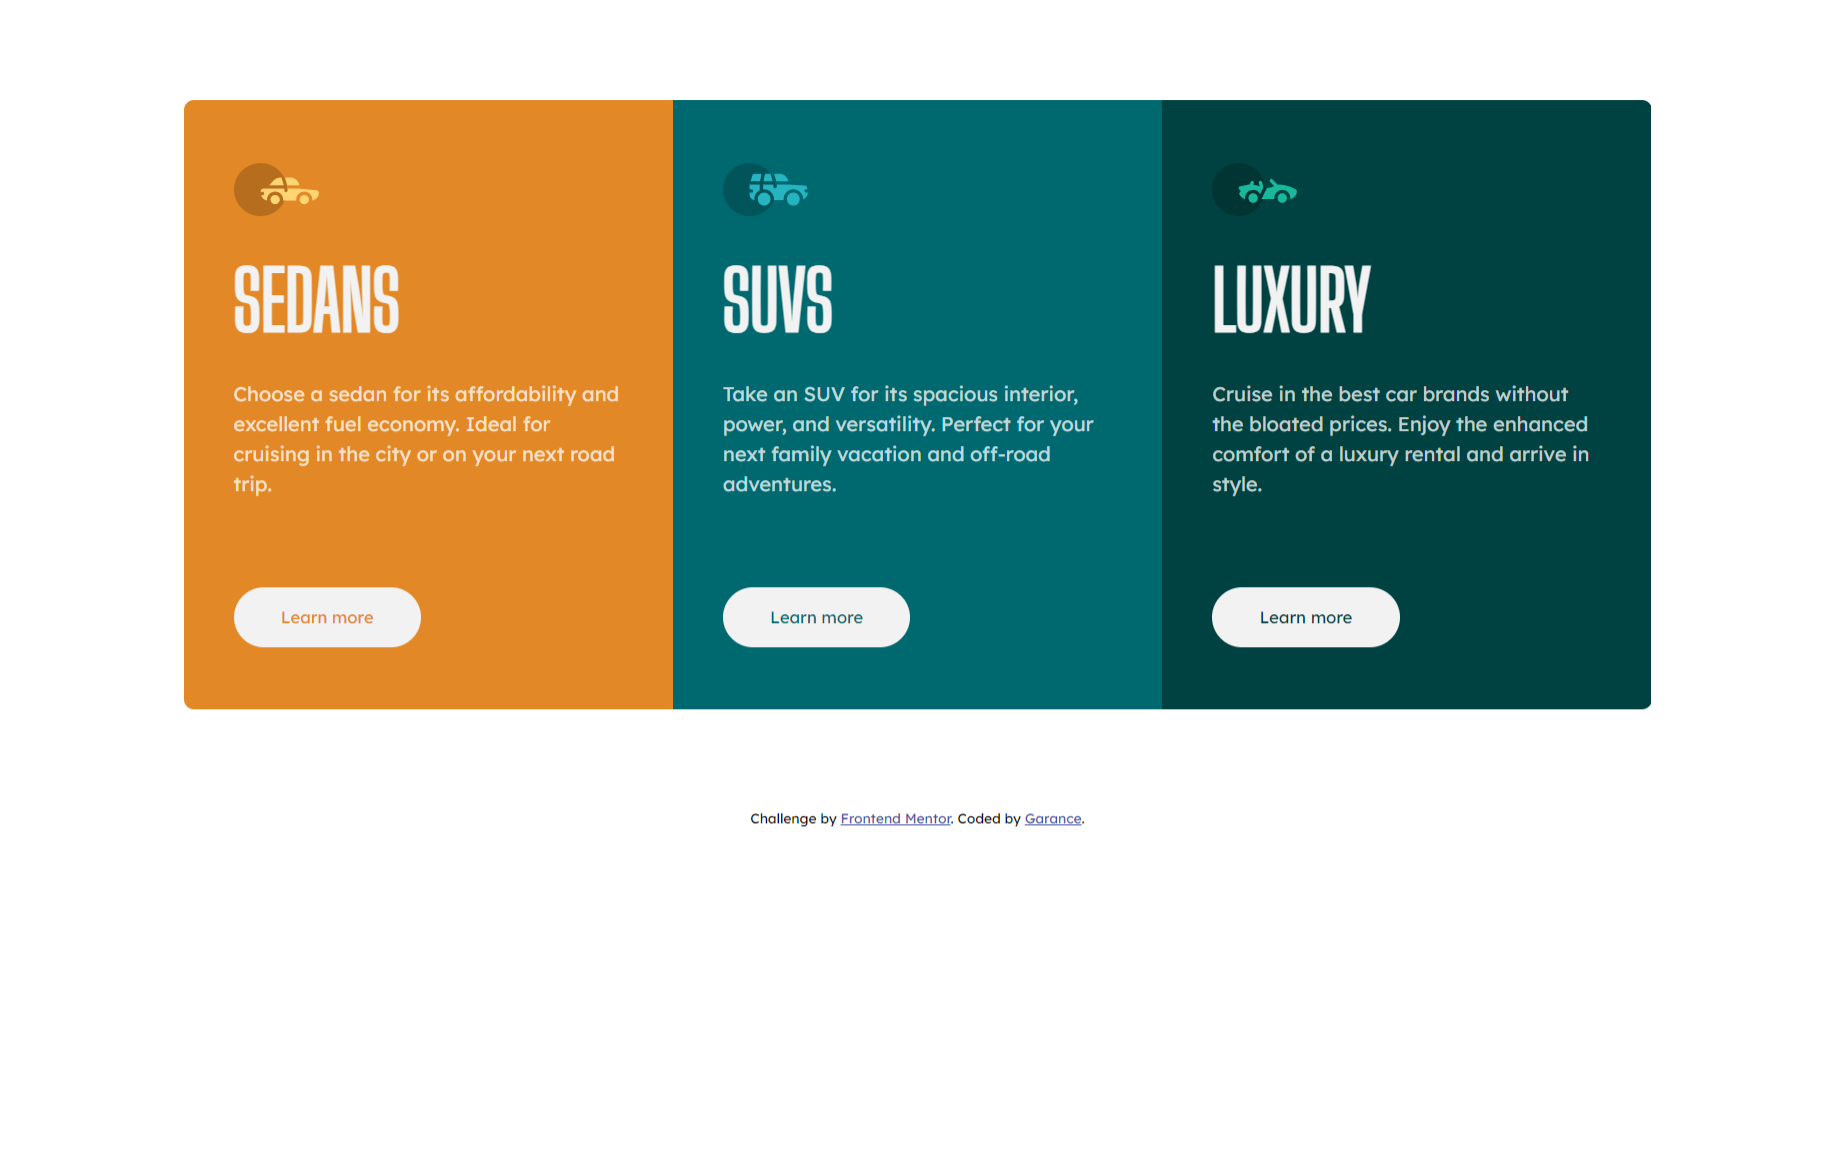 SEDANS
Choose a sedan for its affordability and
excellent fuel economy. Ideal for
cruising in the city or on your next road
trip.
Learn more
SUVS
Take an SUV for its spacious interior,
power, and versatility. Perfect for your
next family vacation and off-road
adventures.
Learn more
LUXURY
Cruise in the best car brands without
the bloated prices. Enjoy the enhanced
comfort of a luxury rental and arrive in
style.
Learn more
Challenge by Frontend Mentor. Coded by Garance.